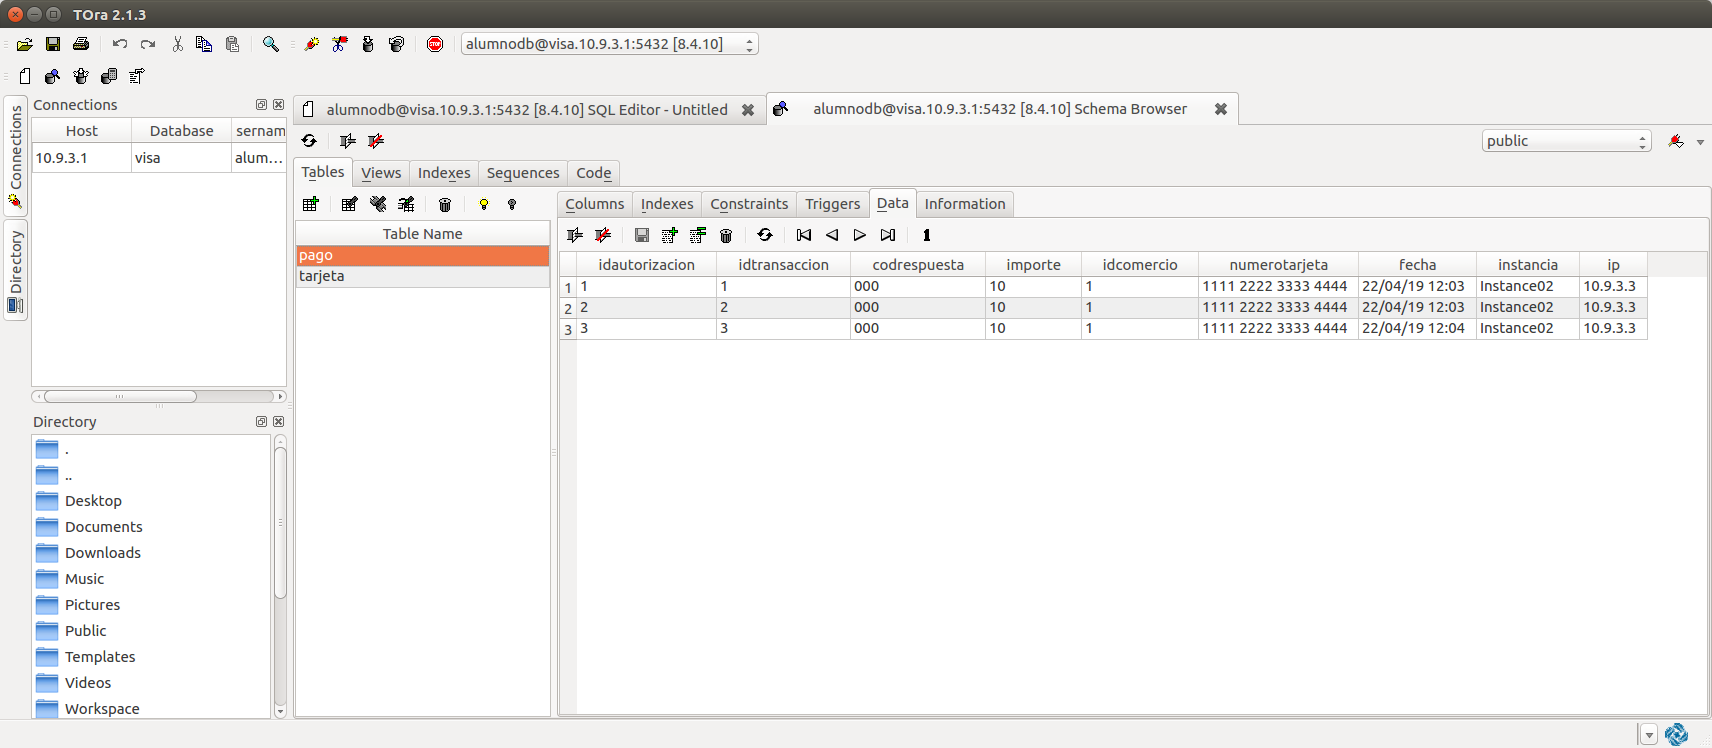 TOra 2.1.3
alumnodb@visa.10.9.3.1:5432 [8.4.10]
Connections
Directory
Connections
Host Database sernam
10.9.3.1 visa alum...
Directory
.
..
Desktop
Documents
Downloads
Music
Pictures
Public
Templates
Videos
Workspace
alumnodb@visa.10.9.3.1:5432 [8.4.10] SQL Editor - Untitled
alumnodb@visa.10.9.3.1:5432 [8.4.10] Schema Browser
public
Tables Views Indexes Sequences Code
Table Name
pago
tarjeta
Columns Indexes Constraints Triggers Data Information
1
idautorizacion idtransaccion codrespuesta importe idcomercio numerotarjeta fecha instancia ip
1 1 1 000 10 1 1111 2222 3333 4444 22/04/19 12:03 Instance02 10.9.3.3
2 2 2 000 10 1 1111 2222 3333 4444 22/04/19 12:03 Instance02 10.9.3.3
3 3 3 000 10 1 1111 2222 3333 4444 22/04/19 12:04 Instance02 10.9.3.3